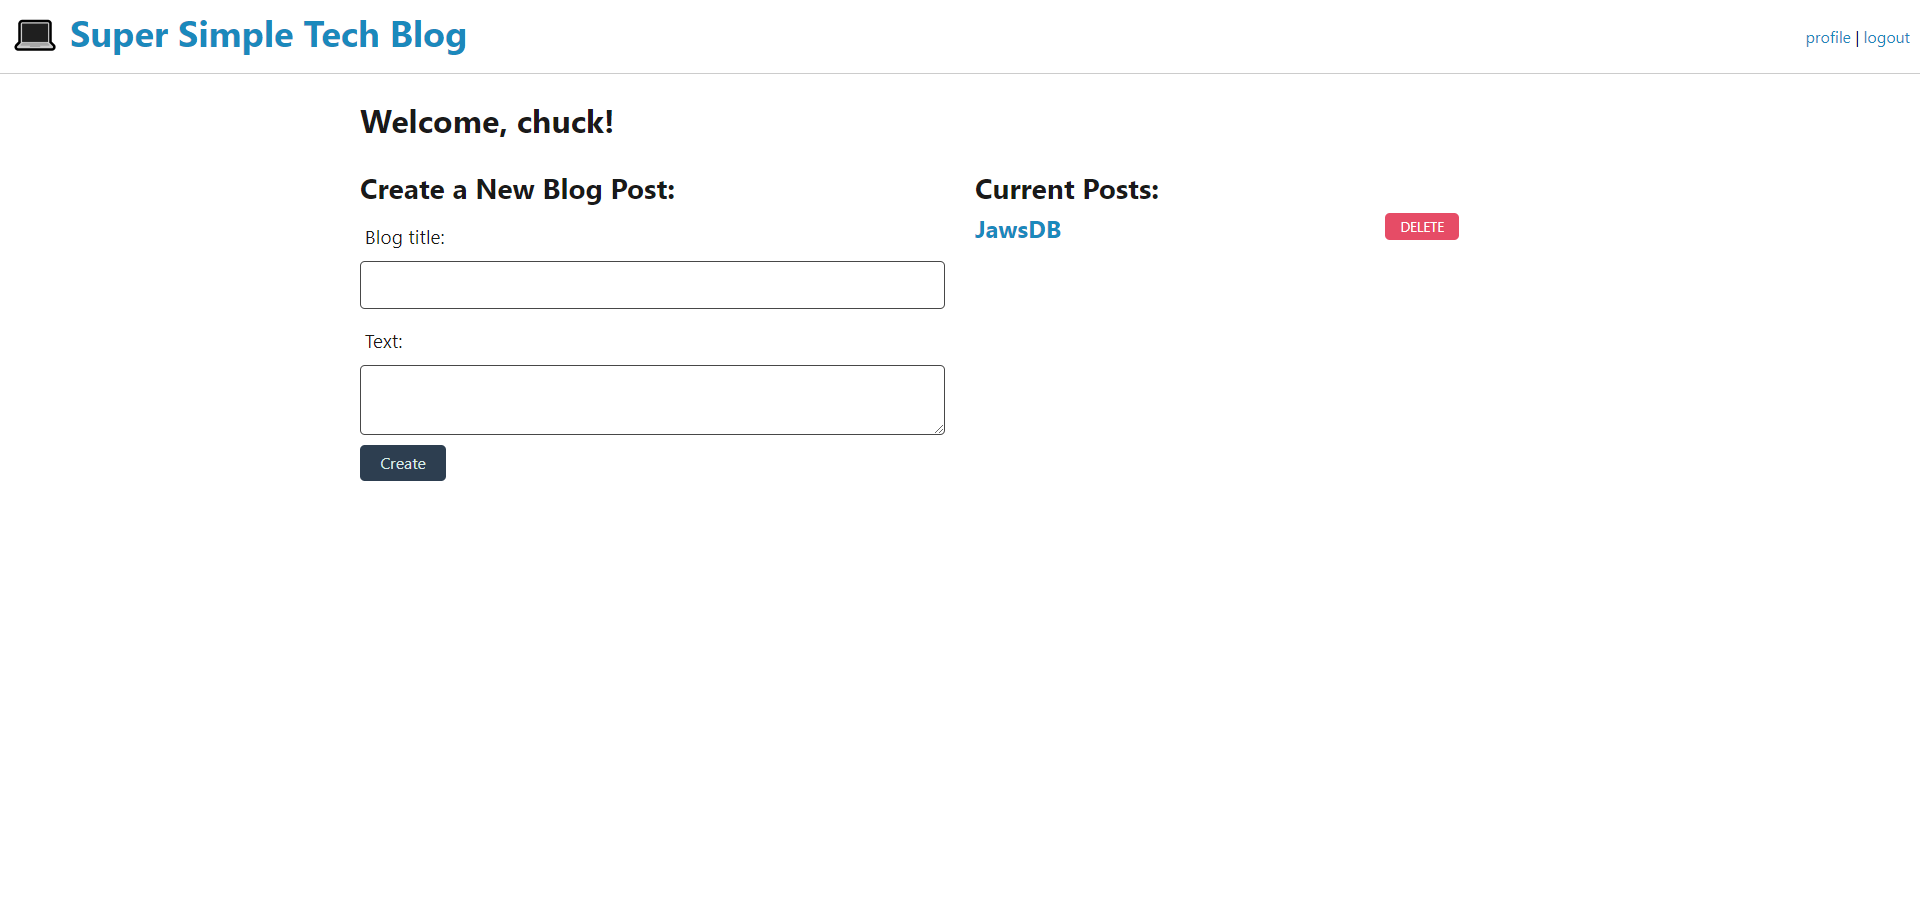 Super Simple Tech Blog
profile | logout
Welcome, chuck!
Create a New Blog Post:
Blog title:
Text:
Create
Current Posts:
JawsDB
DELETE